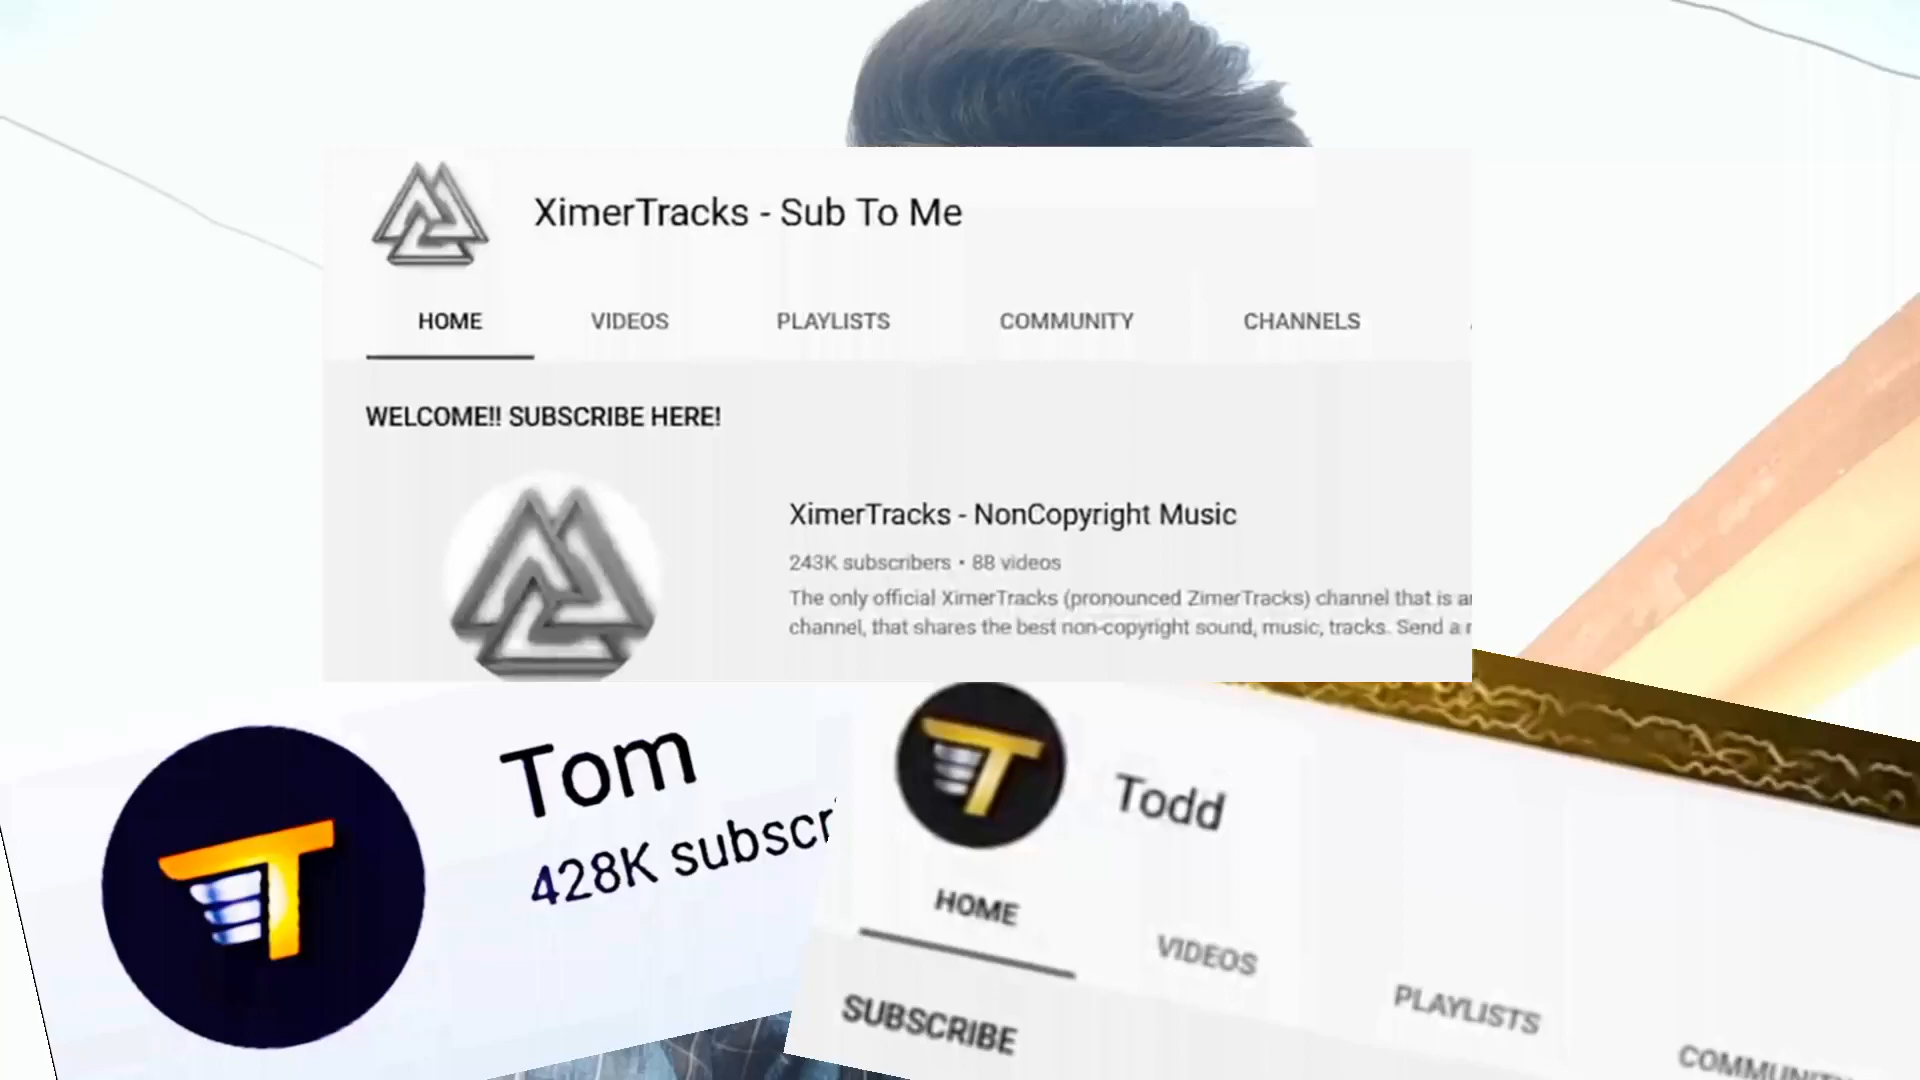 XimerTracks - Sub To Me
HOME VIDEOS PLAYLISTS COMMUNITY CHANNELS
WELCOME!! SUBSCRIBE HERE!
XimerTracks - NonCopyright Music
243K subscribers • 88 videos
The only official XimerTracks (pronounced ZimerTracks) channel that is
channel, that shares the best non-copyright sound, music, tracks. Send a
Tom
428K subscr
Todd
HOME VIDEOS PLAYLISTS COMMUNIT
SUBSCRIBE